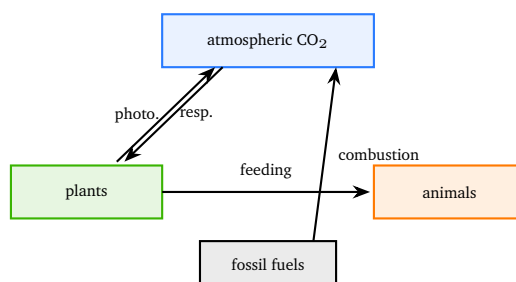 atmospheric CO₂
photo.
resp.
combustion
feeding
plants
animals
fossil fuels